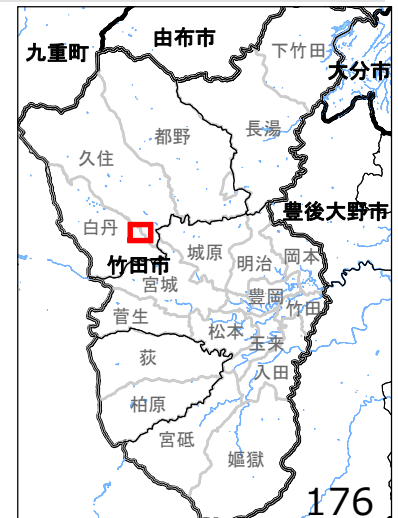 由布市
九重町
下竹田
大分市
都野
長湯
久住
豊後大野市
白丹
城原
岡本
明治
竹田市
宮城
豊岡
竹田
菅生
松本
玉来
荻
入田
柏原
宮砥
嫗獄
176